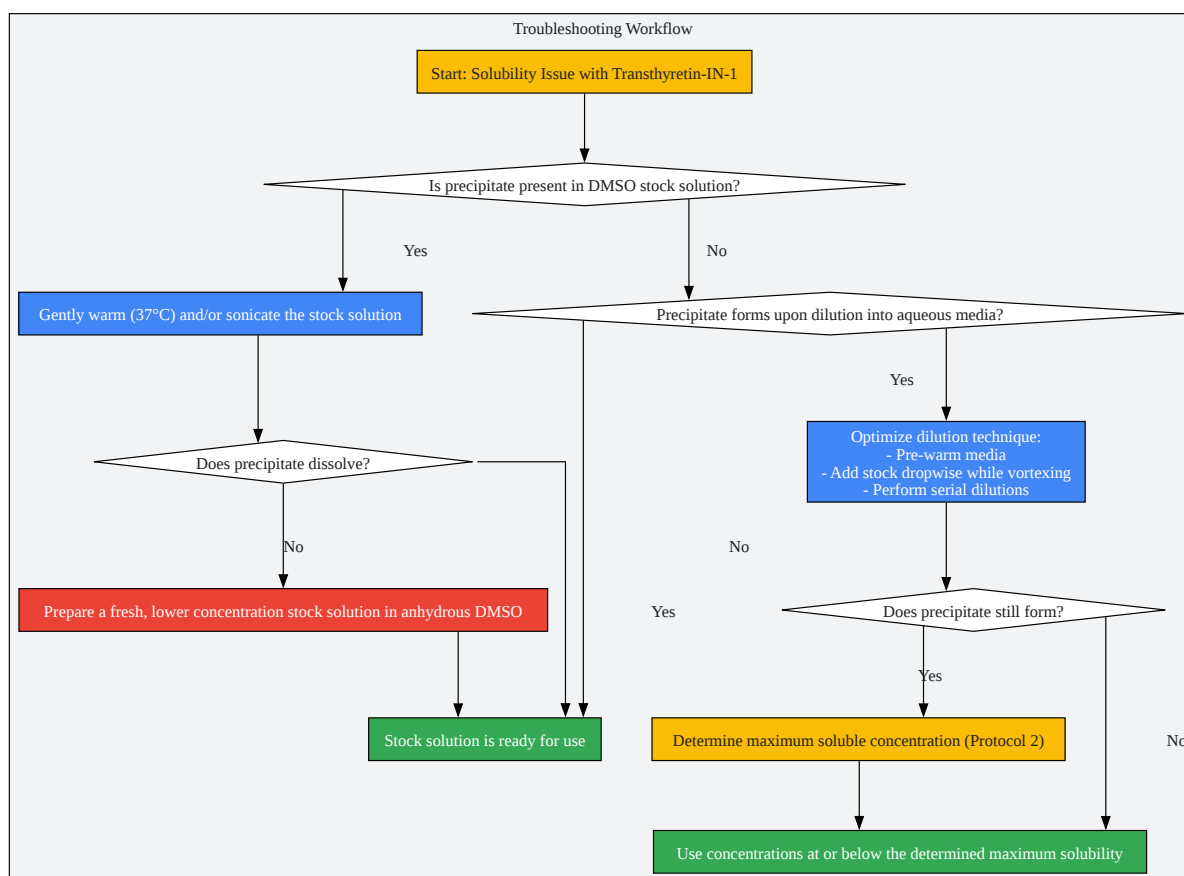 Troubleshooting Workflow
Start: Solubility Issue with Transthyretin-IN-1
Is precipitate present in DMSO stock solution?
Yes
No
Gently warm (37°C) and/or sonicate the stock solution
Precipitate forms upon dilution into aqueous media?
Yes
Optimize dilution technique:
- Pre-warm media
- Add stock dropwise while vortexing
- Perform serial dilutions
Does precipitate dissolve?
No
No
Prepare a fresh, lower concentration stock solution in anhydrous DMSO
Yes
Does precipitate still form?
Yes
Stock solution is ready for use
Determine maximum soluble concentration (Protocol 2)
No
Use concentrations at or below the determined maximum solubility